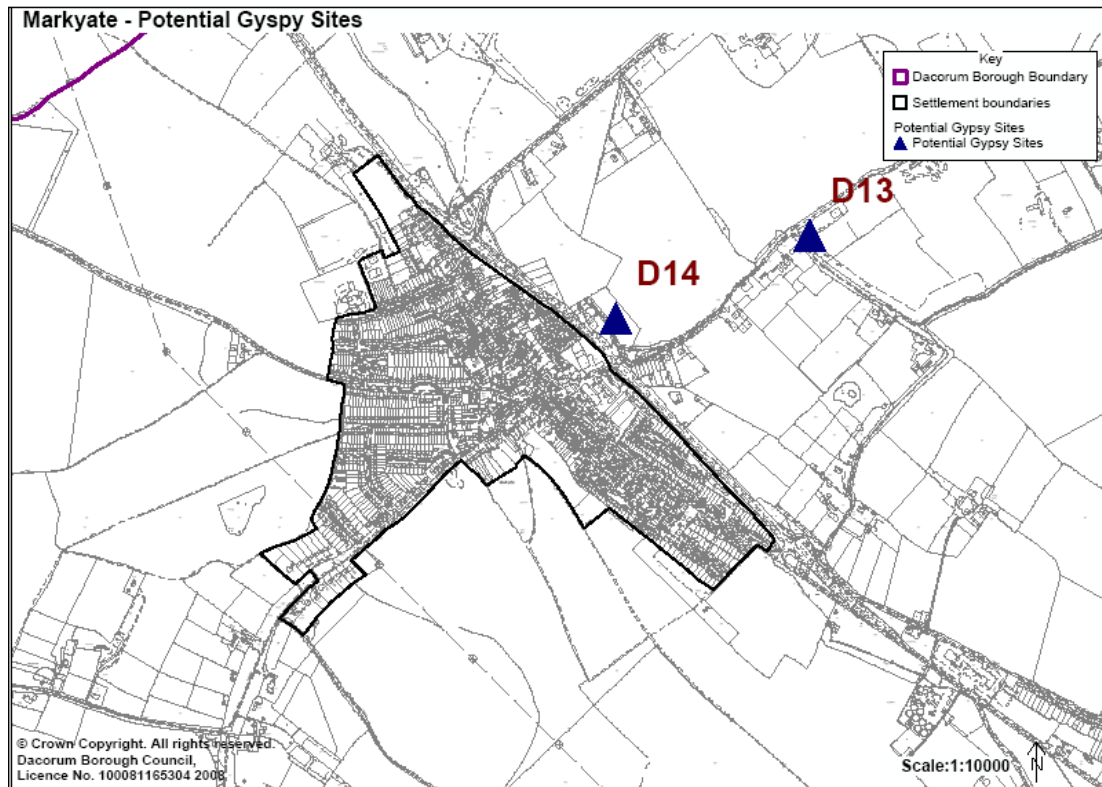 Markyate - Potential Gyspy Sites
Key
Dacorum Borough Boundary
Settlement boundaries
Potential Gypsy Sites
Potential Gypsy Sites
D13
D14
© Crown Copyright. All rights reserved.
Dacorum Borough Council,
Licence No. 100081165304 2008
Scale:1:10000
N